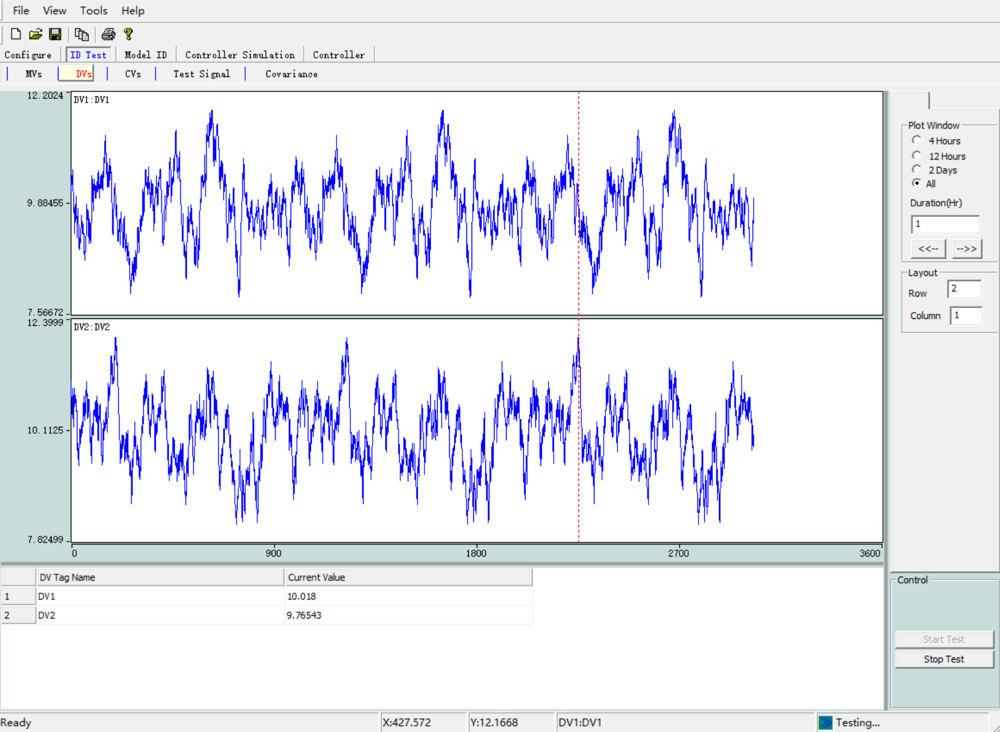 File View Tools Help
Configure ID Test Model ID Controller Simulation Controller
MVs DVs CVs Test Signal Covariance
12.2024
DV1:DV1
9.88455
7.56672
12.3999
DV2:DV2
10.1125
7.82499
0 900 1800 2700 3600
Plot Window
4 Hours
12 Hours
2 Days
All
Duration(Hr)
1
<<-- -->>
Layout
Row 2
Column 1
DV Tag Name Current Value
1 DV1 10.018
2 DV2 9.76543
Control
Start Test
Stop Test
Ready X:427.572 Y:12.1668 DV1:DV1 Testing...